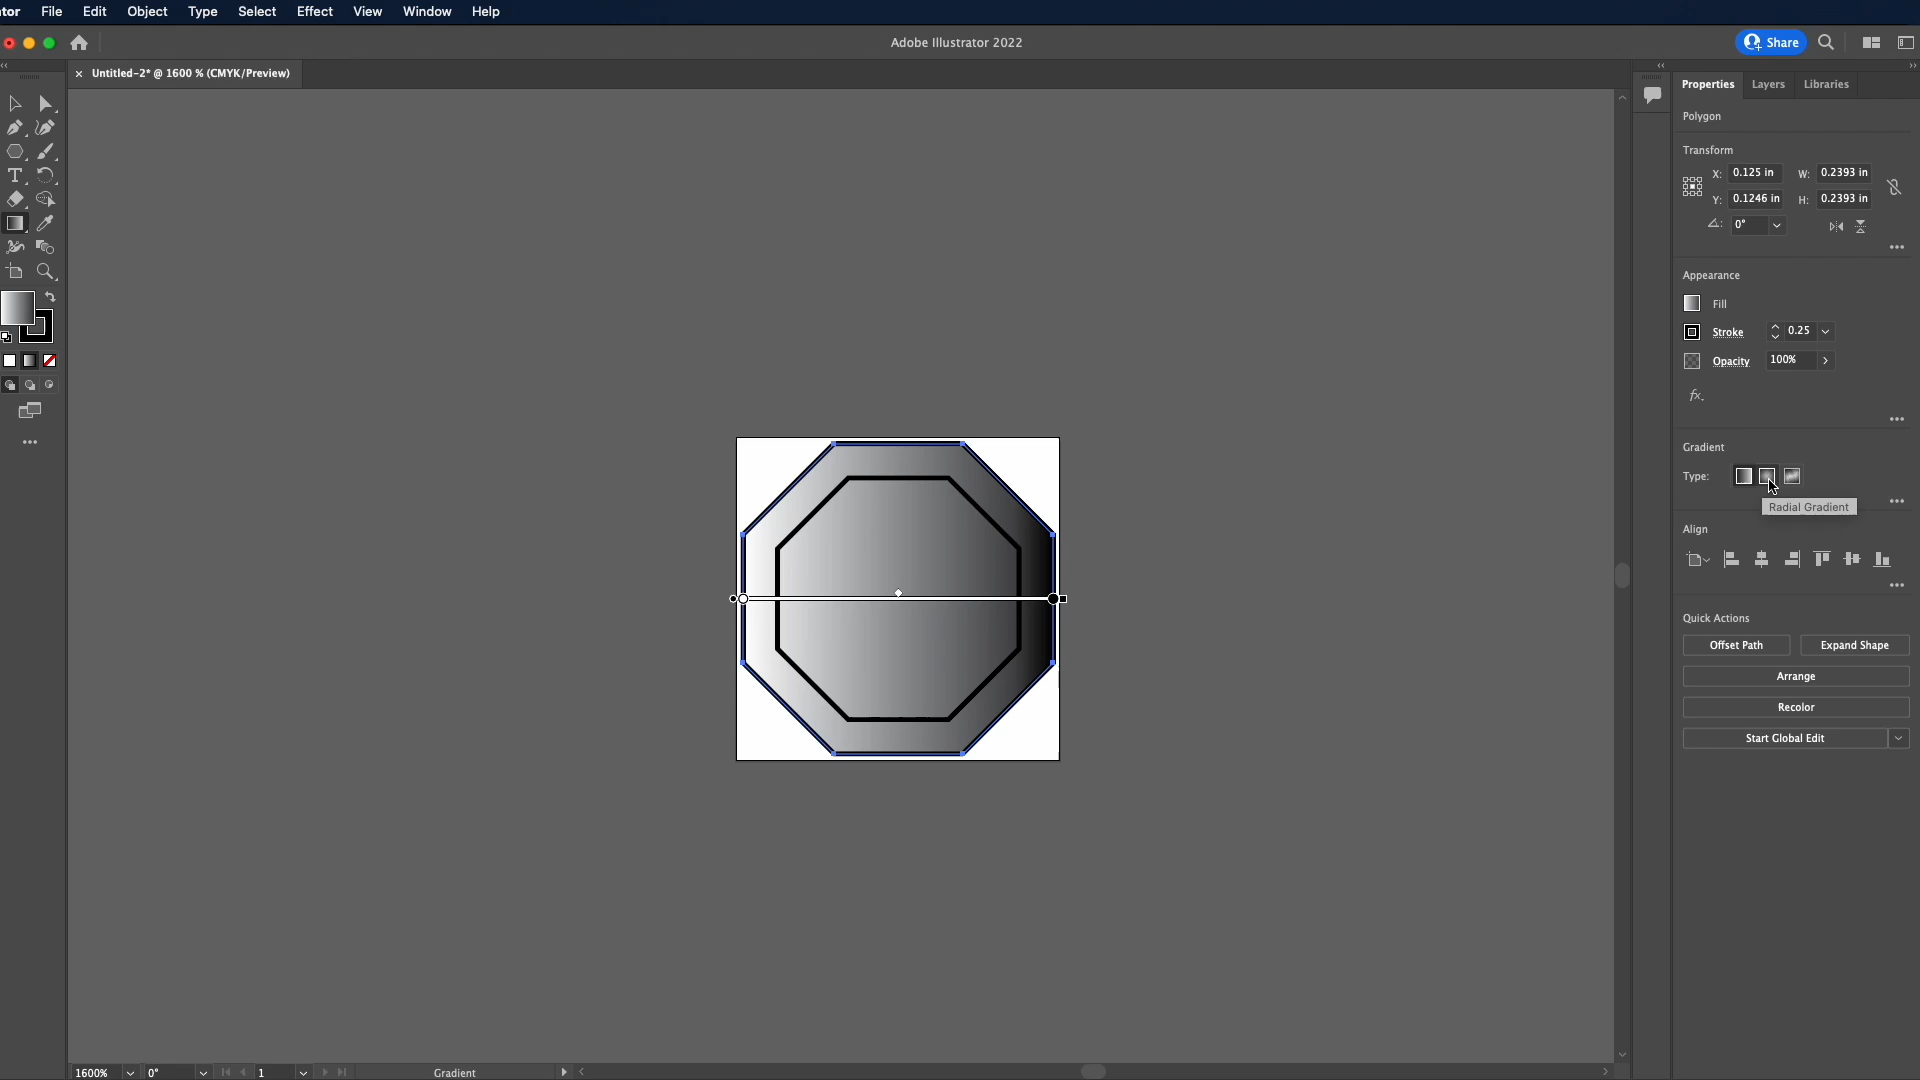 tor File Edit Object Type Select Effect View Window Help
Adobe Illustrator 2022
Share
× Untitled-2* @ 1600 % (CMYK/Preview)
Properties Layers Libraries
Polygon
Transform
X: 0.125 in W: 0.2393 in
Y: 0.1246 in H: 0.2393 in
0°
Appearance
Fill
Stroke 0.25
Opacity 100%
fx.
Gradient
Type:
Radial Gradient
Align
Quick Actions
Offset Path Expand Shape
Arrange
Recolor
Start Global Edit
1600% 0° 1 Gradient